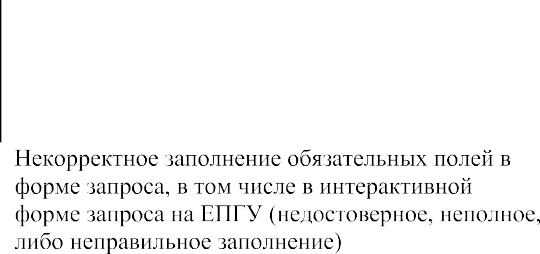 Некорректное заполнение обязательных полей в
форме запроса, в том числе в интерактивной
форме запроса на ЕПГУ (недостоверное, неполное,
либо неправильное заполнение)